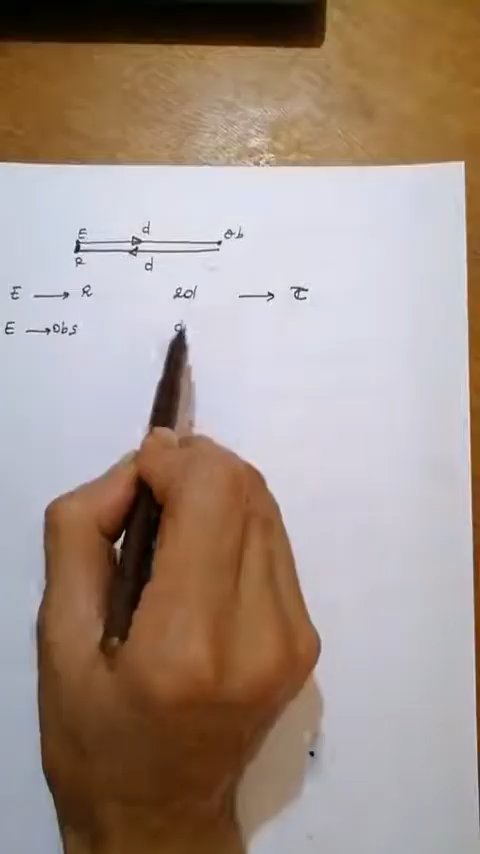 E d Ob
R d
E → R 2d → τ
E → Obs d